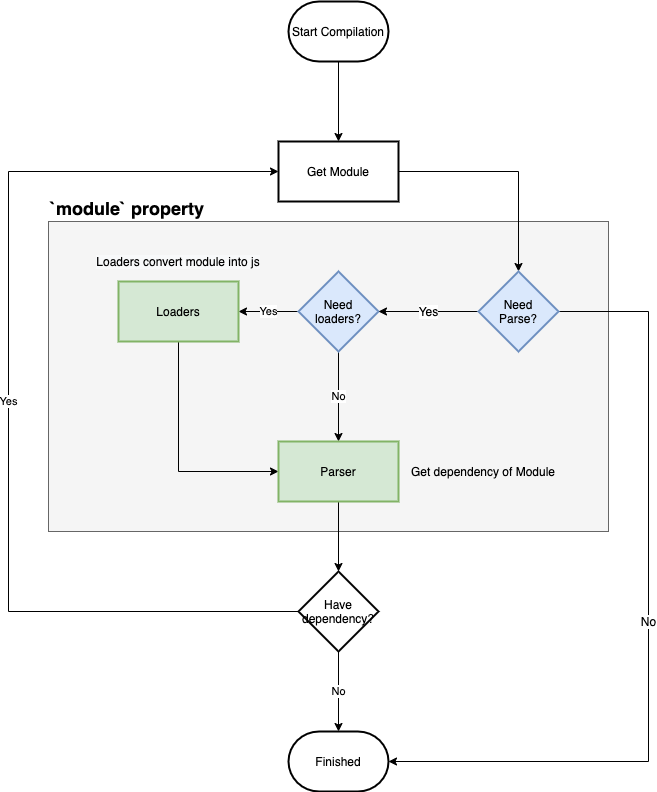 Start Compilation
Get Module
`module` property
Loaders convert module into js
Loaders
Yes
Need
loaders?
Yes
Need
Parse?
Yes
No
Parser
Get dependency of Module
Have
dependency?
No
No
Finished